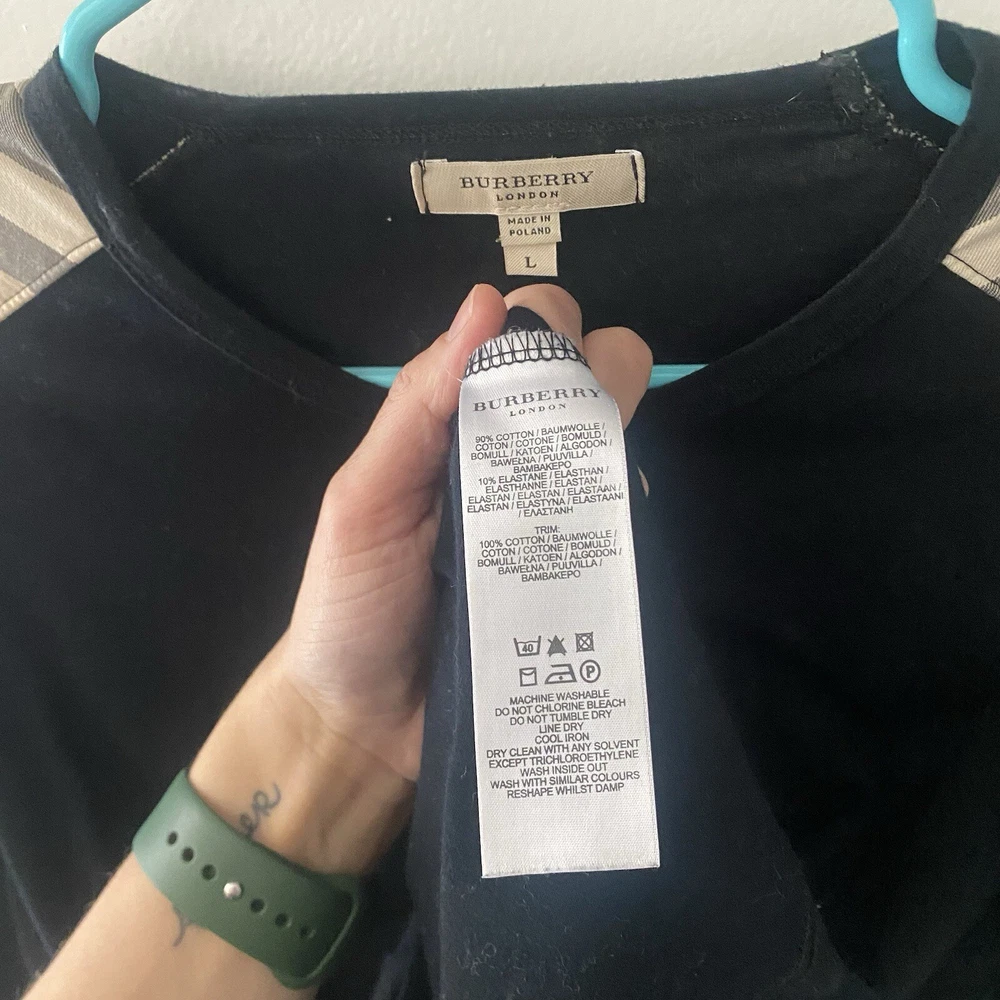 BURBERRY
LONDON
MADE IN
POLAND
L
BURBERRY
LONDON
90% COTTON / BAUMWOLLE /
COTON / COTONE / BOMULD /
BOMULL / KATOEN / ALGODON /
BAWEŁNA / PUUVILLA /
ΒΑΜΒΑΚΕΡΟ
10% ELASTANE / ELASTHAN /
ELASTHANNE / ELASTAN /
ELASTAN / ELASTAN / ELASTAAN /
ELASTAN / ELASTYNA / ELASTAANI
/ ΕΛΑΣΤΑΝΗ
TRIM:
100% COTTON / BAUMWOLLE /
COTON / COTONE / BOMULD /
BOMULL / KATOEN / ALGODON /
BAWEŁNA / PUUVILLA /
ΒΑΜΒΑΚΕΡΟ
40
P
MACHINE WASHABLE
DO NOT CHLORINE BLEACH
DO NOT TUMBLE DRY
LINE DRY
COOL IRON
DRY CLEAN WITH ANY SOLVENT
EXCEPT TRICHLOROETHYLENE
WASH INSIDE OUT
WASH WITH SIMILAR COLOURS
RESHAPE WHILST DAMP